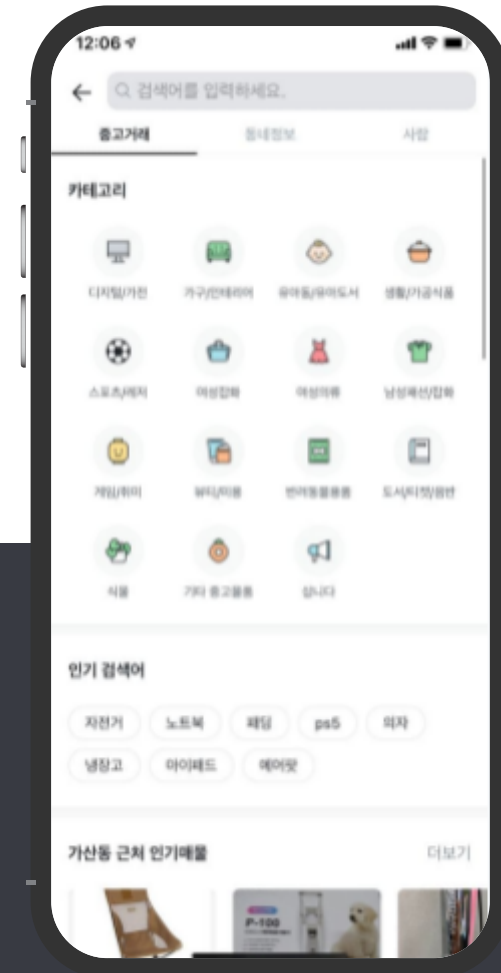 12:06
검색어를 입력하세요.
중고거래 동네정보 사람
카테고리
디지털/가전 가구/인테리어 유아동/유아도서 생활/가공식품
스포츠/레저 여성잡화 여성의류 남성패션/잡화
게임/취미 뷰티/미용 반려동물용품 도서/티켓/음반
식물 기타 중고물품 삽니다
인기 검색어
자전거 노트북 패딩 ps5 의자
냉장고 아이패드 에어팟
가산동 근처 인기매물 더보기
P-100